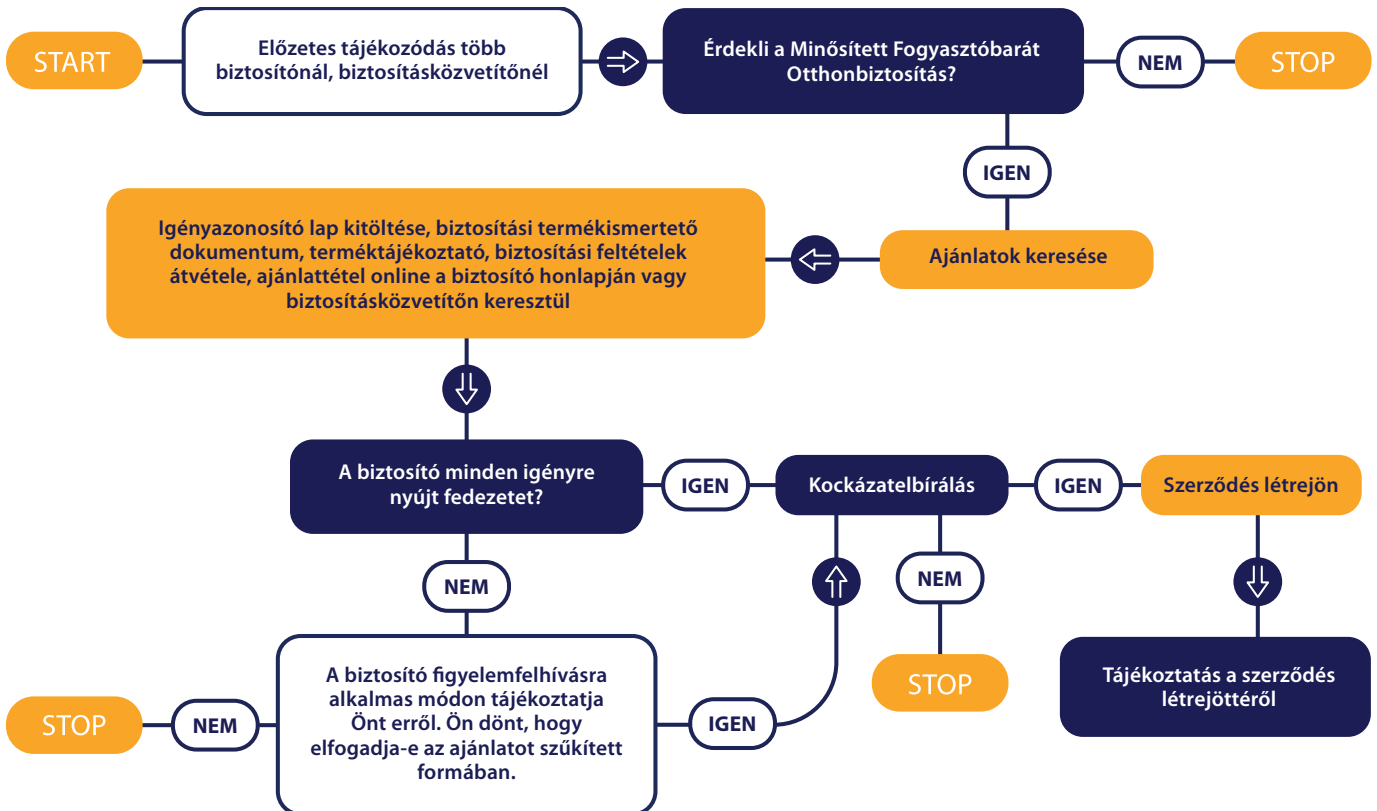 START
Előzetes tájékozódás több
biztosítónál, biztosításközvetítőnél
Érdekli a Minősített Fogyasztóbarát
Otthonbiztosítás?
NEM
STOP
IGEN
Ajánlatok keresése
Igényazonosító lap kitöltése, biztosítási termékismertető
dokumentum, terméktájékoztató, biztosítási feltételek
átvétele, ajánlattétel online a biztosító honlapján vagy
biztosításközvetítőn keresztül
A biztosító minden igényre
nyújt fedezetet?
IGEN
Kockázatelbírálás
IGEN
Szerződés létrejön
NEM
NEM
A biztosító figyelemfelhívásra
alkalmas módon tájékoztatja
Önt erről. Ön dönt, hogy
elfogadja-e az ajánlatot szűkített
formában.
STOP
NEM
IGEN
STOP
Tájékoztatás a szerződés
létrejöttéről